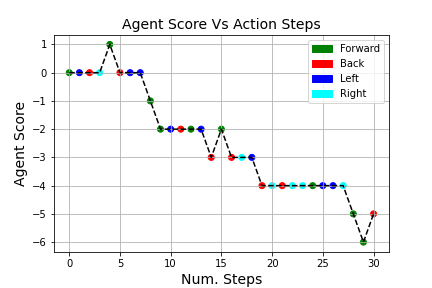 Agent Score Vs Action Steps
Agent Score
1
0
−1
−2
−3
−4
−5
−6
Forward
Back
Left
Right
0 5 10 15 20 25 30
Num. Steps